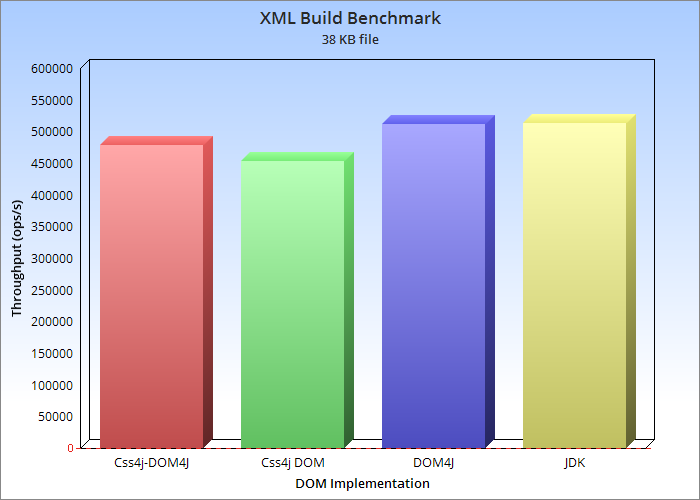 XML Build Benchmark
38 KB file
Throughput (ops/s)
600000
550000
500000
450000
400000
350000
300000
250000
200000
150000
100000
50000
0
Css4j-DOM4J
Css4j DOM
DOM4J
JDK
DOM Implementation